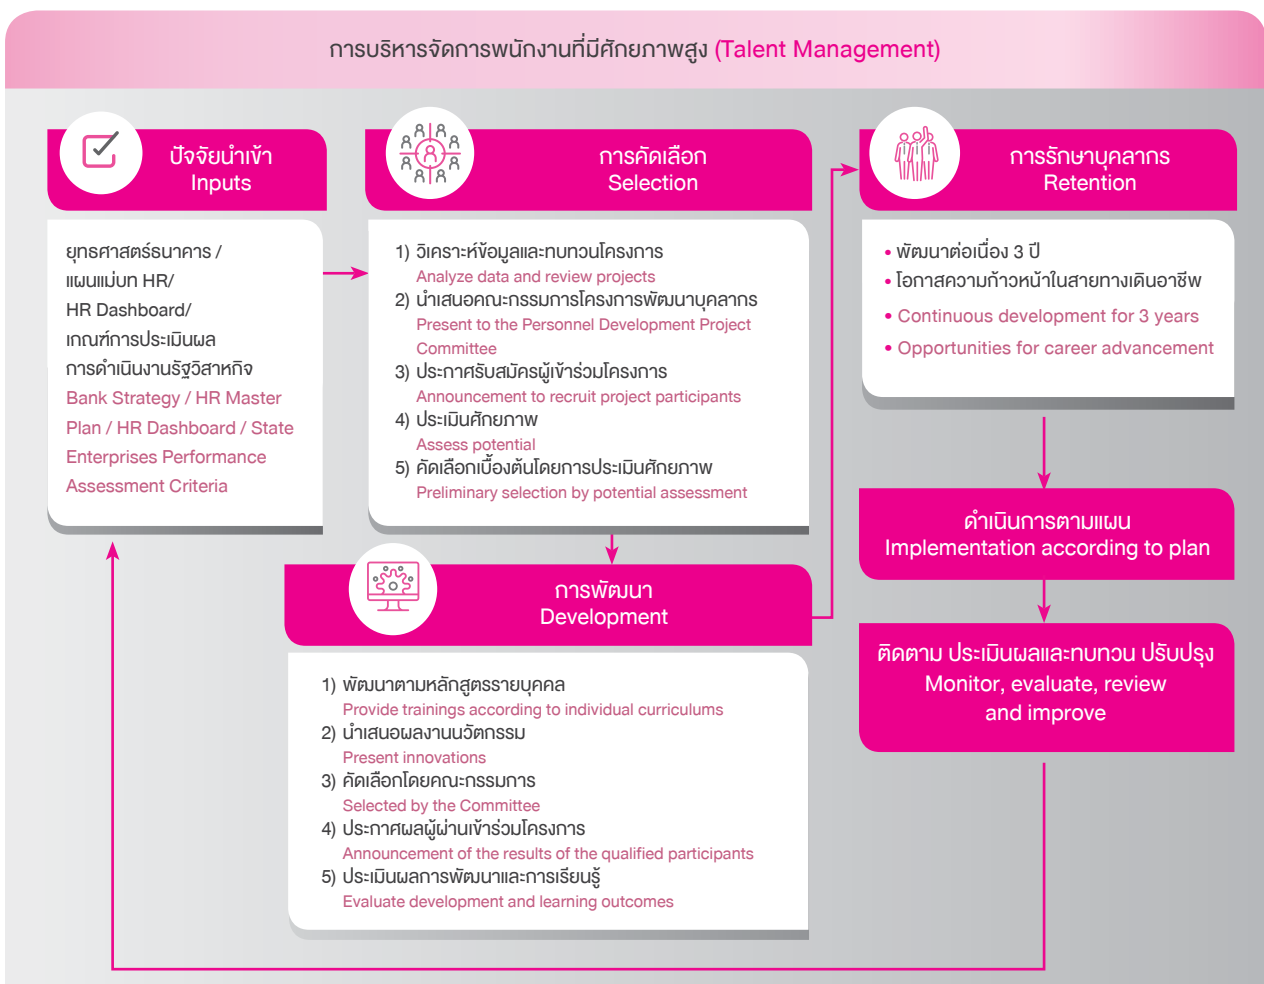 การบริหารจัดการพนักงานที่มีศักยภาพสูง (Talent Management)
ปัจจัยนำเข้า
Inputs
ยุทธศาสตร์ธนาคาร /
แผนแม่บท HR/
HR Dashboard/
เกณฑ์การประเมินผล
การดำเนินงานรัฐวิสาหกิจ
Bank Strategy / HR Master
Plan / HR Dashboard / State
Enterprises Performance
Assessment Criteria
การคัดเลือก
Selection
1) วิเคราะห์ข้อมูลและทบทวนโครงการ
Analyze data and review projects
2) นำเสนอคณะกรรมการโครงการพัฒนาบุคลากร
Present to the Personnel Development Project
Committee
3) ประกาศรับสมัครผู้เข้าร่วมโครงการ
Announcement to recruit project participants
4) ประเมินศักยภาพ
Assess potential
5) คัดเลือกเบื้องต้นโดยการประเมินศักยภาพ
Preliminary selection by potential assessment
การพัฒนา
Development
1) พัฒนาตามหลักสูตรรายบุคคล
Provide trainings according to individual curriculums
2) นำเสนอผลงานนวัตกรรม
Present innovations
3) คัดเลือกโดยคณะกรรมการ
Selected by the Committee
4) ประกาศผลผู้ผ่านเข้าร่วมโครงการ
Announcement of the results of the qualified participants
5) ประเมินผลการพัฒนาและการเรียนรู้
Evaluate development and learning outcomes
การรักษาบุคลากร
Retention
• พัฒนาต่อเนื่อง 3 ปี
• โอกาสความก้าวหน้าในสายทางเดินอาชีพ
• Continuous development for 3 years
• Opportunities for career advancement
ดำเนินการตามแผน
Implementation according to plan
ติดตาม ประเมินผลและทบทวน ปรับปรุง
Monitor, evaluate, review
and improve